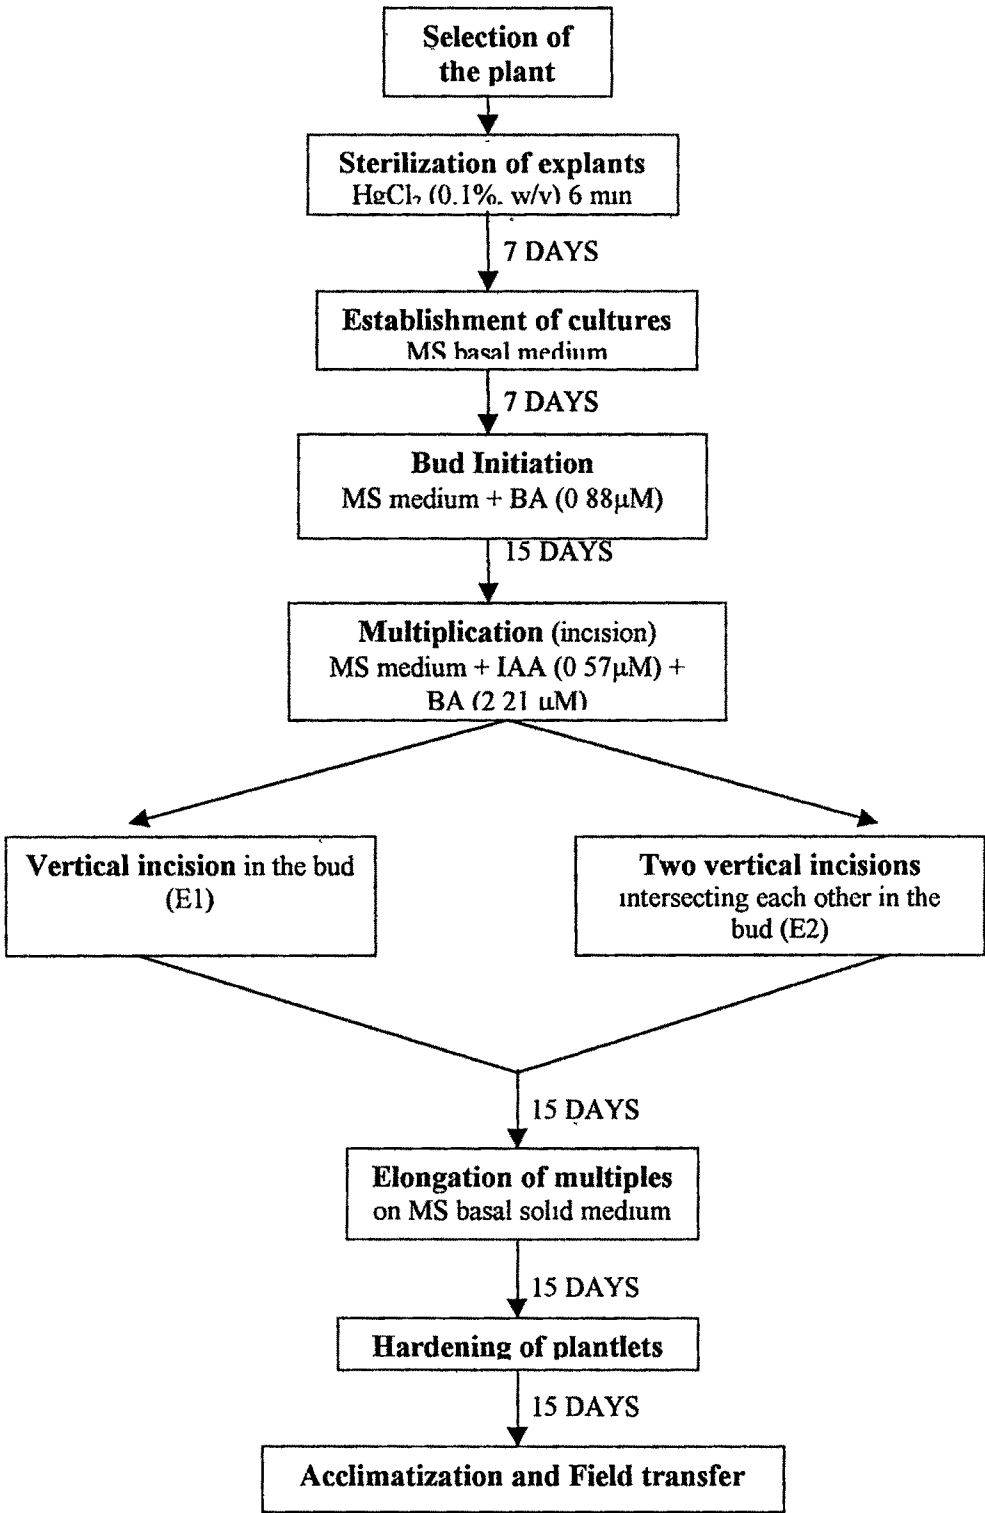 Selection of
the plant
Sterilization of explants
HgCl₂ (0.1%, w/v) 6 min
7 DAYS
Establishment of cultures
MS basal medium
7 DAYS
Bud Initiation
MS medium + BA (0 88µM)
15 DAYS
Multiplication (incision)
MS medium + IAA (0 57µM) +
BA (2 21 µM)
Vertical incision in the bud
(E1)
Two vertical incisions
intersecting each other in the
bud (E2)
15 DAYS
Elongation of multiples
on MS basal solid medium
15 DAYS
Hardening of plantlets
15 DAYS
Acclimatization and Field transfer